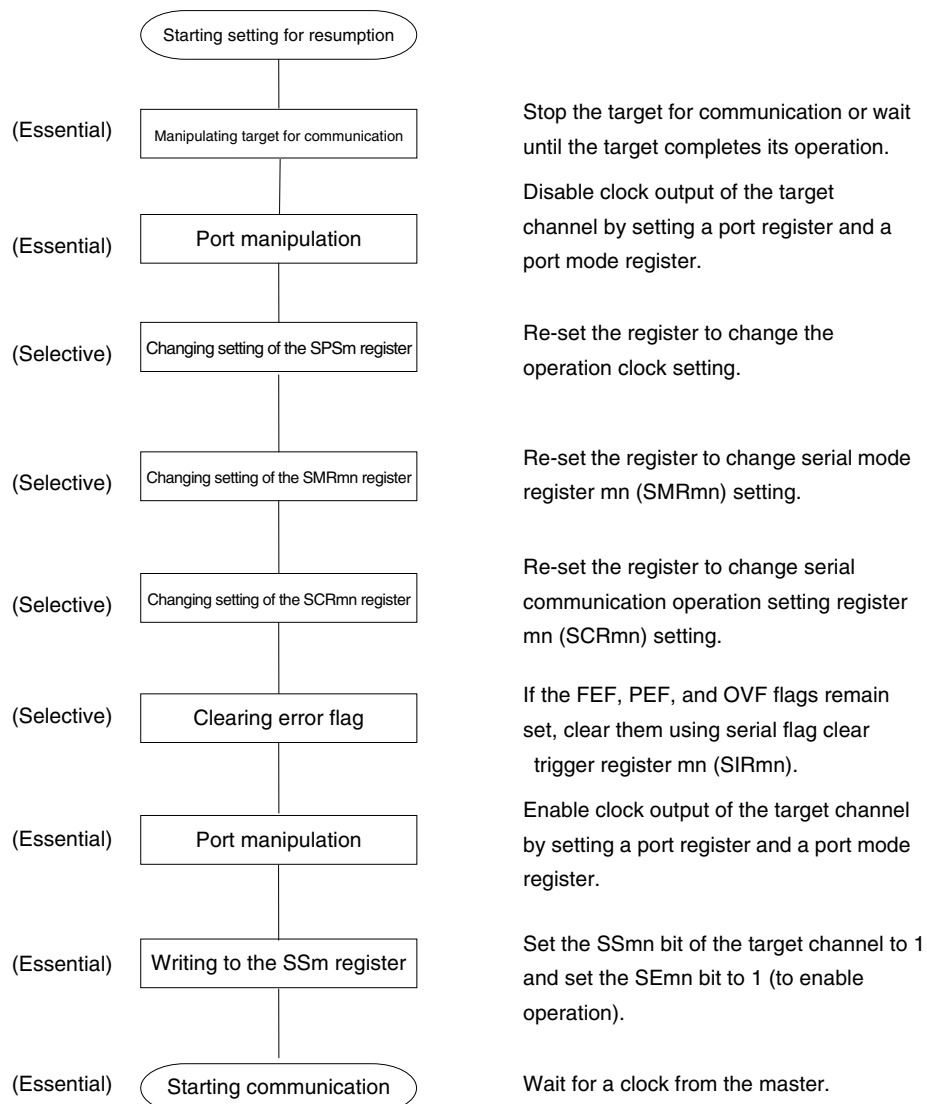 Starting setting for resumption
(Essential)
Manipulating target for communication
Stop the target for communication or wait
until the target completes its operation.
(Essential)
Port manipulation
Disable clock output of the target
channel by setting a port register and a
port mode register.
(Selective)
Changing setting of the SPSm register
Re-set the register to change the
operation clock setting.
(Selective)
Changing setting of the SMRmn register
Re-set the register to change serial mode
register mn (SMRmn) setting.
(Selective)
Changing setting of the SCRmn register
Re-set the register to change serial
communication operation setting register
mn (SCRmn) setting.
(Selective)
Clearing error flag
If the FEF, PEF, and OVF flags remain
set, clear them using serial flag clear
trigger register mn (SIRmn).
(Essential)
Port manipulation
Enable clock output of the target channel
by setting a port register and a port mode
register.
(Essential)
Writing to the SSm register
Set the SSmn bit of the target channel to 1
and set the SEmn bit to 1 (to enable
operation).
(Essential)
Starting communication
Wait for a clock from the master.